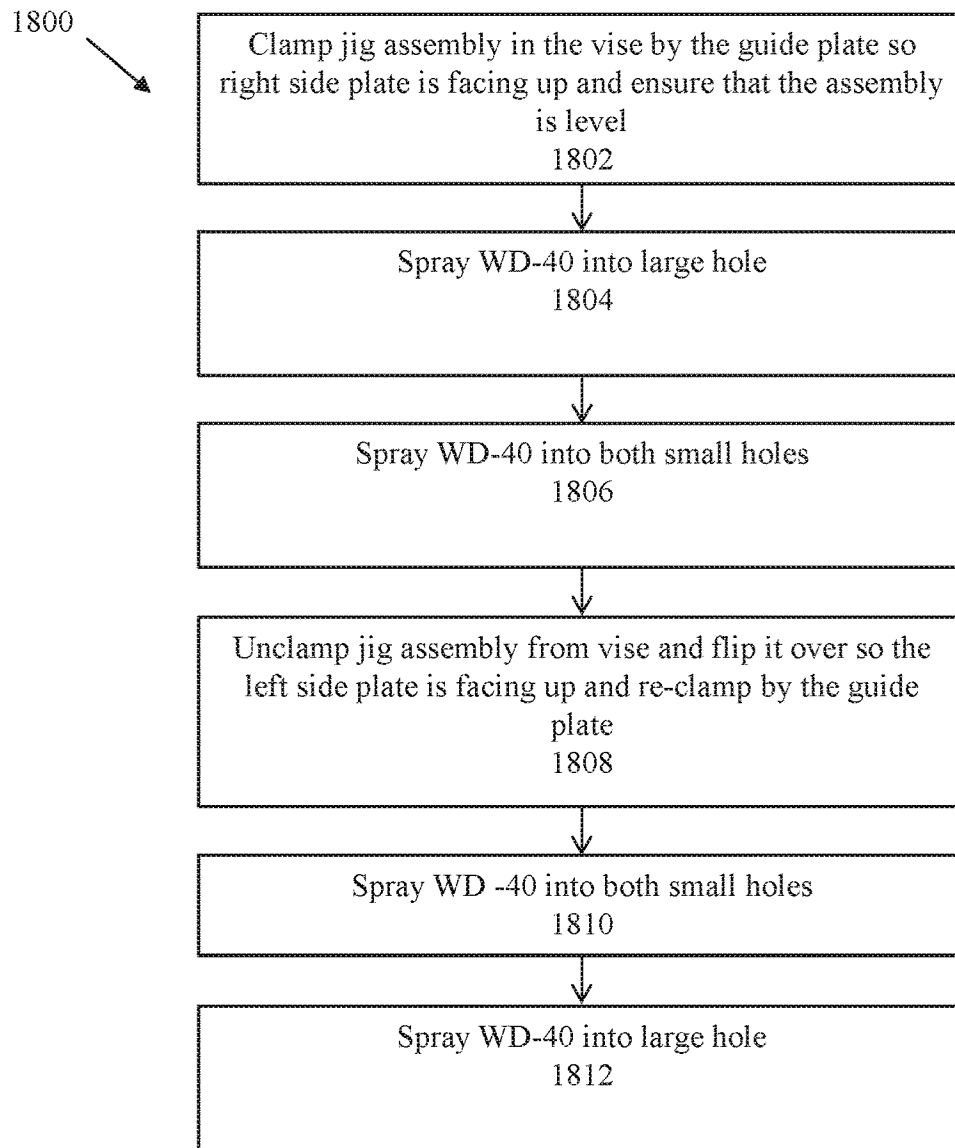 1800
Clamp jig assembly in the vise by the guide plate so
right side plate is facing up and ensure that the assembly
is level
1802
Spray WD-40 into large hole
1804
Spray WD-40 into both small holes
1806
Unclamp jig assembly from vise and flip it over so the
left side plate is facing up and re-clamp by the guide
plate
1808
Spray WD -40 into both small holes
1810
Spray WD-40 into large hole
1812